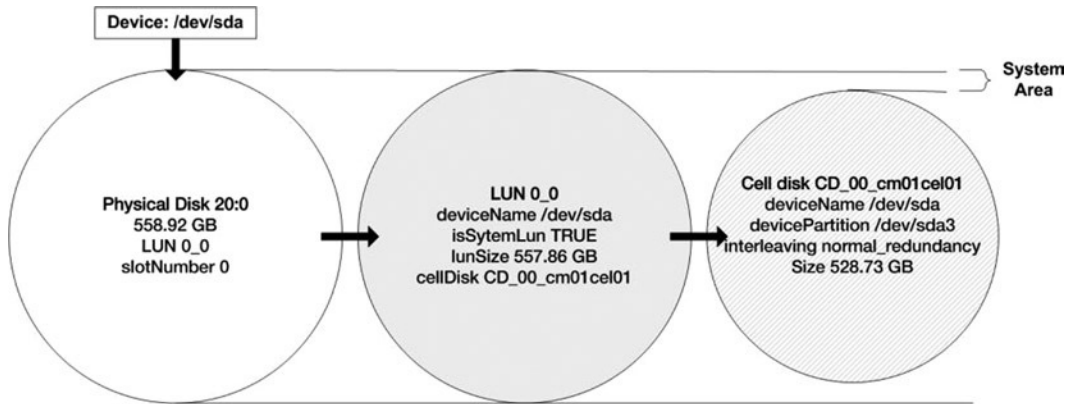 Device: /dev/sda
System
Area
Physical Disk 20:0
558.92 GB
LUN 0_0
slotNumber 0
LUN 0_0
deviceName /dev/sda
isSytemLun TRUE
lunSize 557.86 GB
cellDisk CD_00_cm01cel01
Cell disk CD_00_cm01cel01
deviceName /dev/sda
devicePartition /dev/sda3
interleaving normal_redundancy
Size 528.73 GB